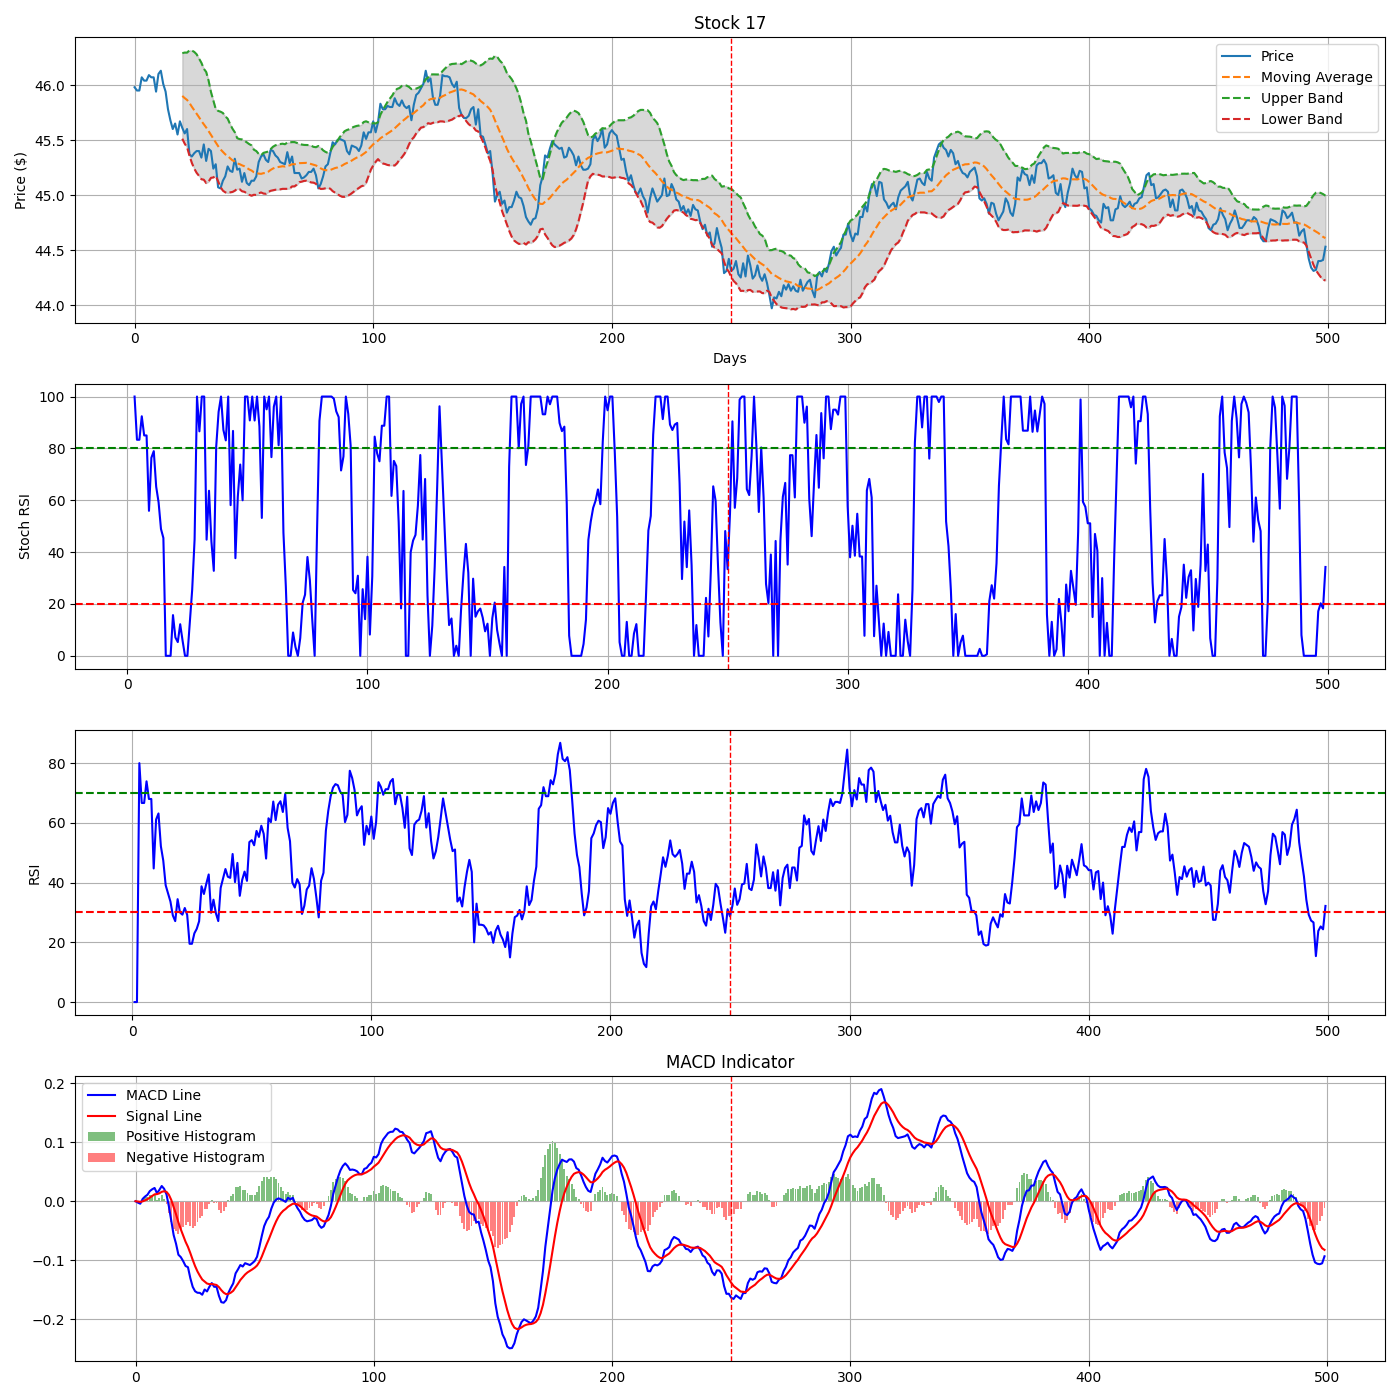 Stock 17
Price ($)
46.0
45.5
45.0
44.5
44.0
Price
Moving Average
Upper Band
Lower Band
0 100 200 300 400 500
Days
Stoch RSI
100
80
60
40
20
0
0 100 200 300 400 500
RSI
80
60
40
20
0
0 100 200 300 400 500
MACD Indicator
0.2
0.1
0.0
−0.1
−0.2
MACD Line
Signal Line
Positive Histogram
Negative Histogram
0 100 200 300 400 500